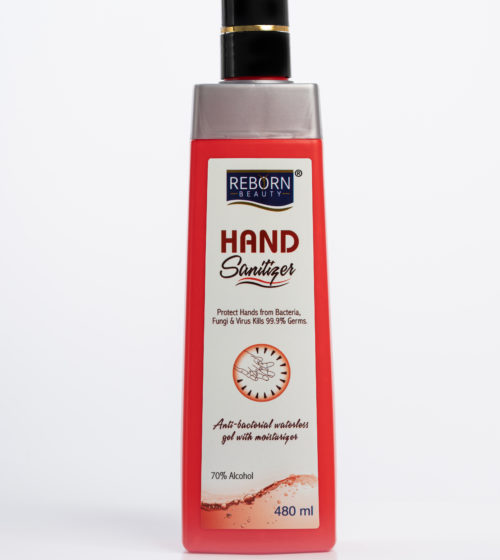 REBORN
BEAUTY
®
HAND
Sanitizer
Protect Hands from Bacteria,
Fungi & Virus Kills 99.9% Germs.
Anti-bacterial waterless
gel with moisturizer
70% Alcohol
480 ml